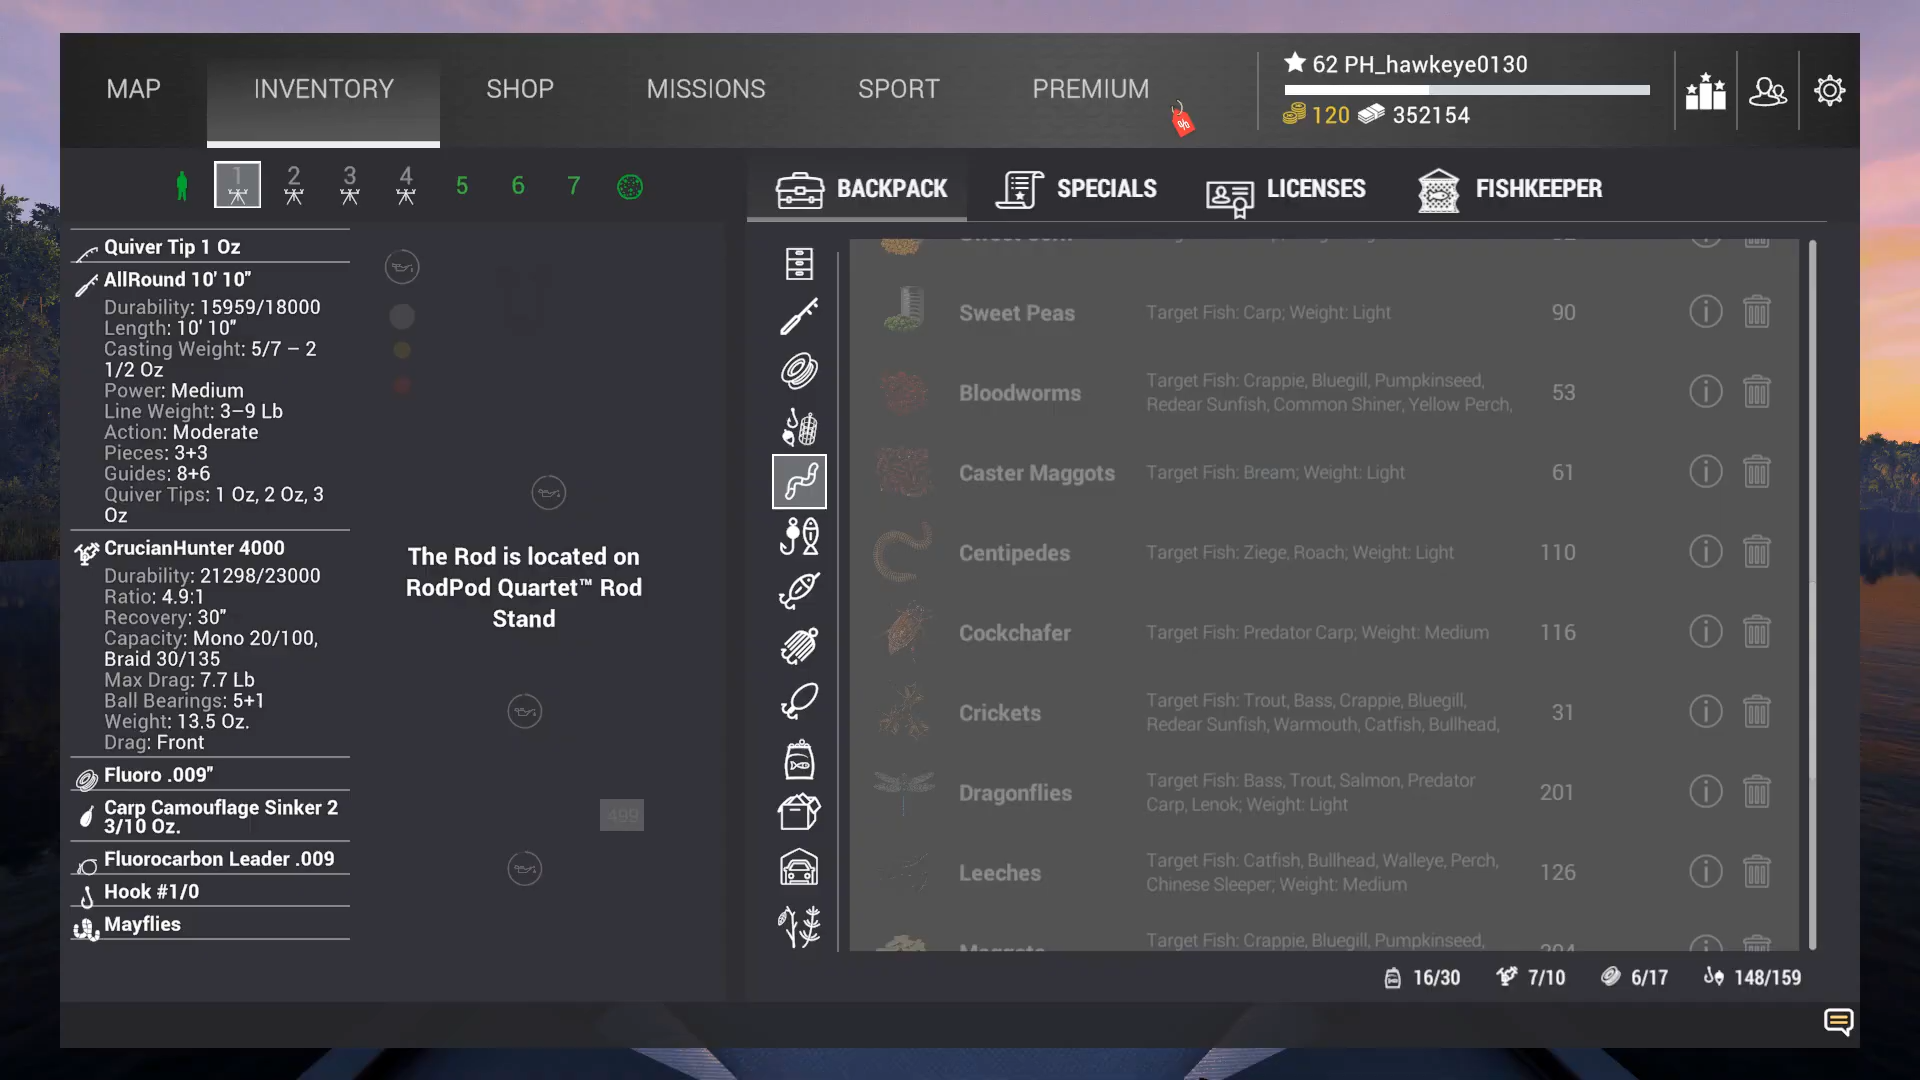 MAP
INVENTORY
SHOP
MISSIONS
SPORT
PREMIUM
%
62 PH_hawkeye0130
120 352154
1 2 3 4 5 6 7
BACKPACK
SPECIALS
LICENSES
FISHKEEPER
Quiver Tip 1 Oz
AllRound 10' 10"
Durability: 15959/18000
Length: 10' 10"
Casting Weight: 5/7 – 2
1/2 Oz
Power: Medium
Line Weight: 3–9 Lb
Action: Moderate
Pieces: 3+3
Guides: 8+6
Quiver Tips: 1 Oz, 2 Oz, 3
Oz
CrucianHunter 4000
Durability: 21298/23000
Ratio: 4.9:1
Recovery: 30"
Capacity: Mono 20/100,
Braid 30/135
Max Drag: 7.7 Lb
Ball Bearings: 5+1
Weight: 13.5 Oz.
Drag: Front
Fluoro .009"
Carp Camouflage Sinker 2
3/10 Oz.
Fluorocarbon Leader .009
Hook #1/0
Mayflies
The Rod is located on
RodPod Quartet™ Rod
Stand
499
Sweet Peas
Target Fish: Carp; Weight: Light
90
Bloodworms
Target Fish: Crappie, Bluegill, Pumpkinseed,
Redear Sunfish, Common Shiner, Yellow Perch,
53
Caster Maggots
Target Fish: Bream; Weight: Light
61
Centipedes
Target Fish: Ziege, Roach; Weight: Light
110
Cockchafer
Target Fish: Predator Carp; Weight: Medium
116
Crickets
Target Fish: Trout, Bass, Crappie, Bluegill,
Redear Sunfish, Warmouth, Catfish, Bullhead,
31
Dragonflies
Target Fish: Bass, Trout, Salmon, Predator
Carp, Lenok; Weight: Light
201
Leeches
Target Fish: Catfish, Bullhead, Walleye, Perch,
Chinese Sleeper; Weight: Medium
126
Maggots
Target Fish: Crappie, Bluegill, Pumpkinseed,
16/30 7/10 6/17 148/159